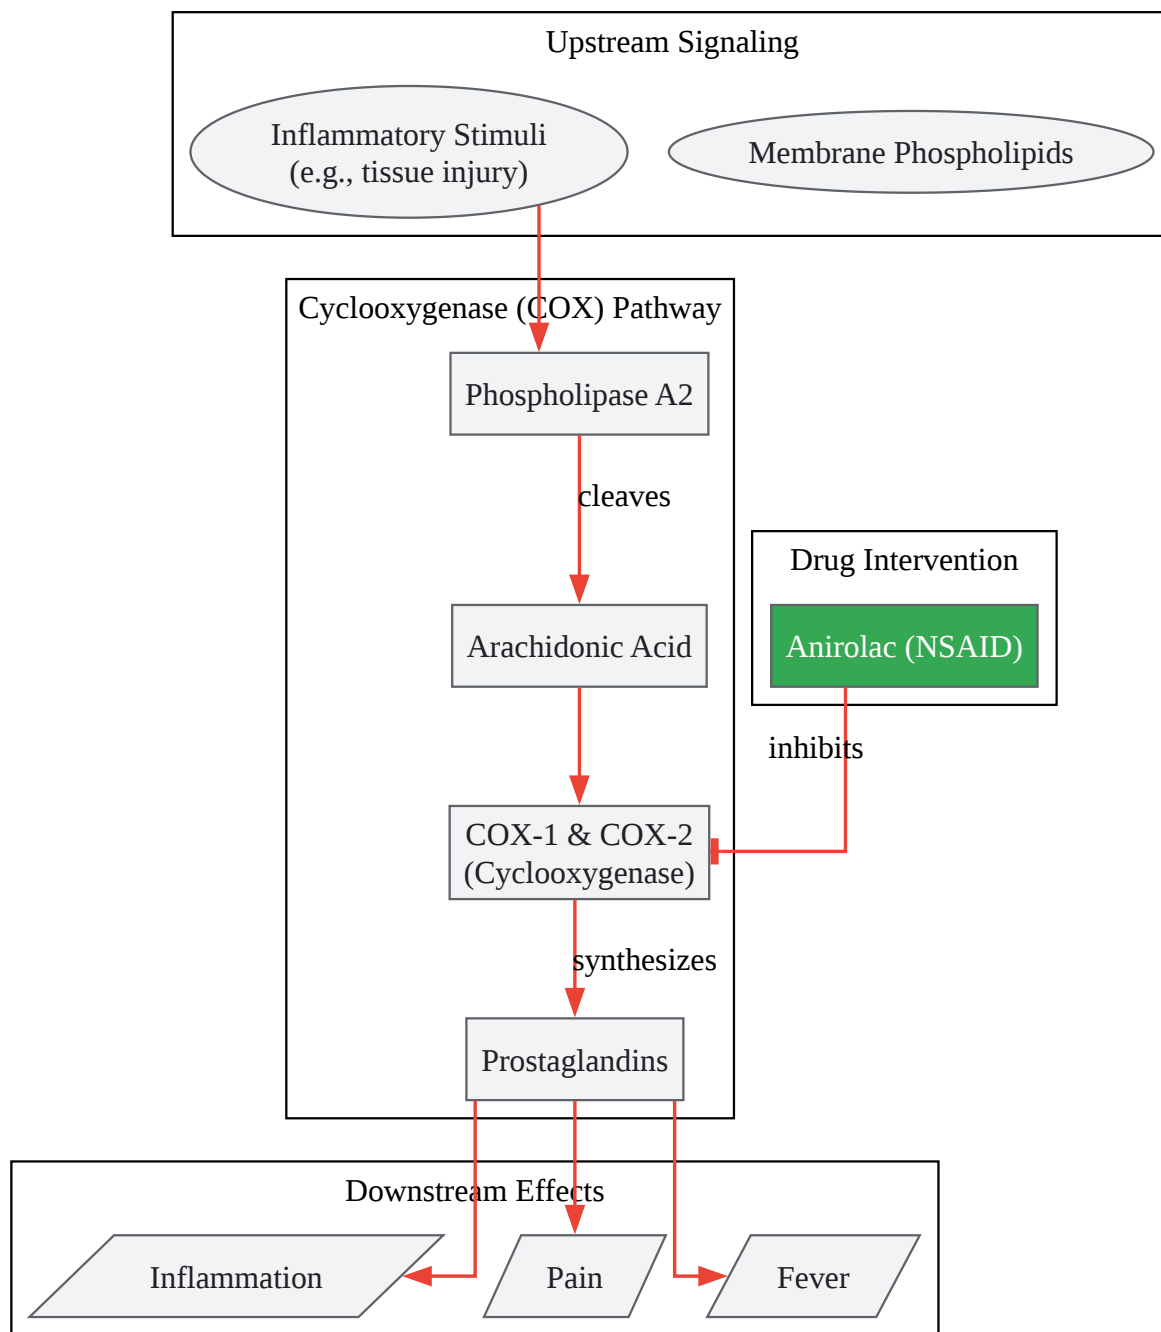 Upstream Signaling
Inflammatory Stimuli
(e.g., tissue injury)
Membrane Phospholipids
Cyclooxygenase (COX) Pathway
Phospholipase A2
cleaves
Drug Intervention
Arachidonic Acid
Anirolac (NSAID)
inhibits
COX-1 & COX-2
(Cyclooxygenase)
synthesizes
Prostaglandins
Downstream Effects
Inflammation
Pain
Fever